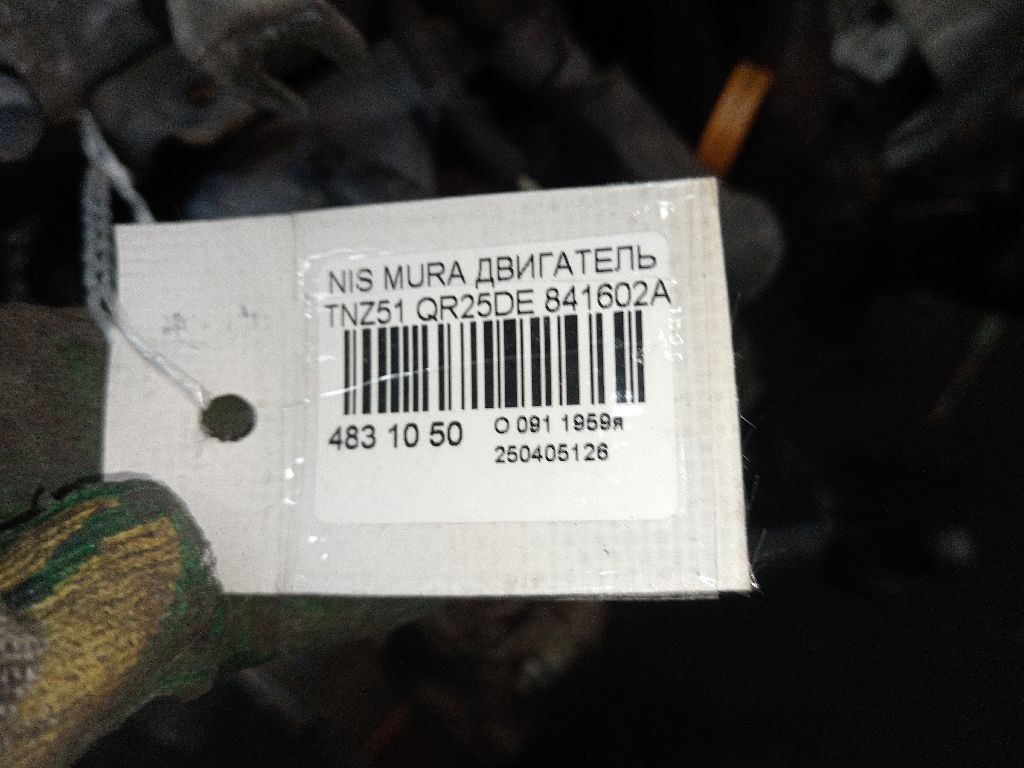 NIS MURA ДВИГАТЕЛЬ
TNZ51 QR25DE 841602A
483 10 50
О 091 1959я
250405126